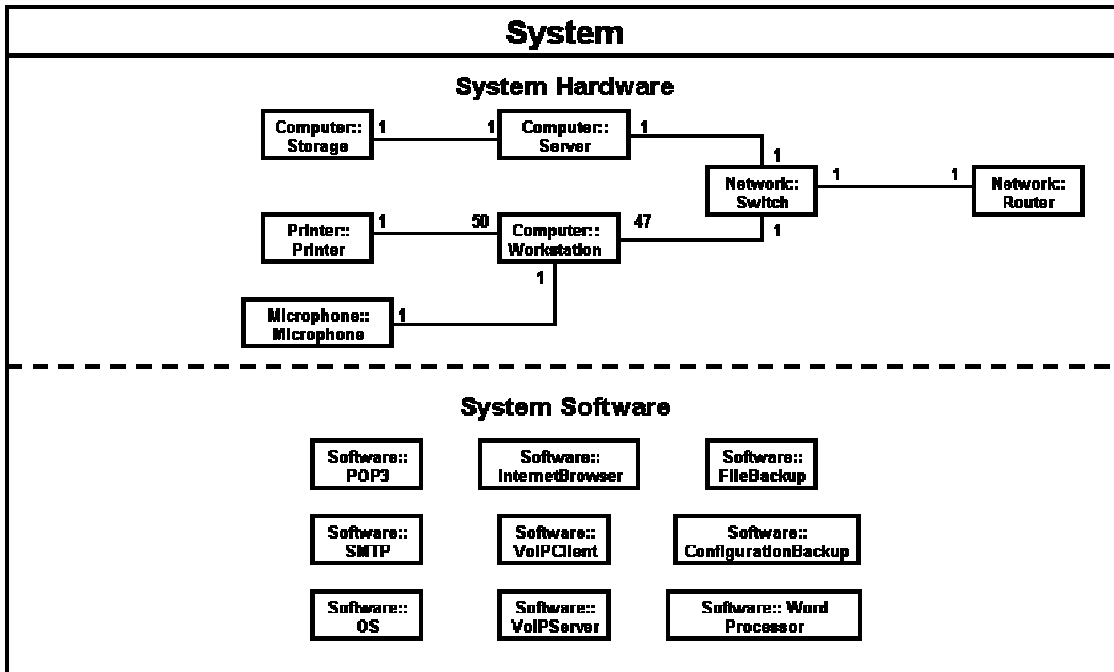 System
System Hardware
Computer::
Storage
1
1
Computer::
Server
1
1
Network::
Switch
1
1
Network::
Router
Printer::
Printer
1
50
Computer::
Workstation
47
1
1
Microphone::
Microphone
1
System Software
Software::
POP3
Software::
InternetBrowser
Software::
FileBackup
Software::
SMTP
Software::
VoIPClient
Software::
ConfigurationBackup
Software::
OS
Software::
VoIPServer
Software:: Word
Processor